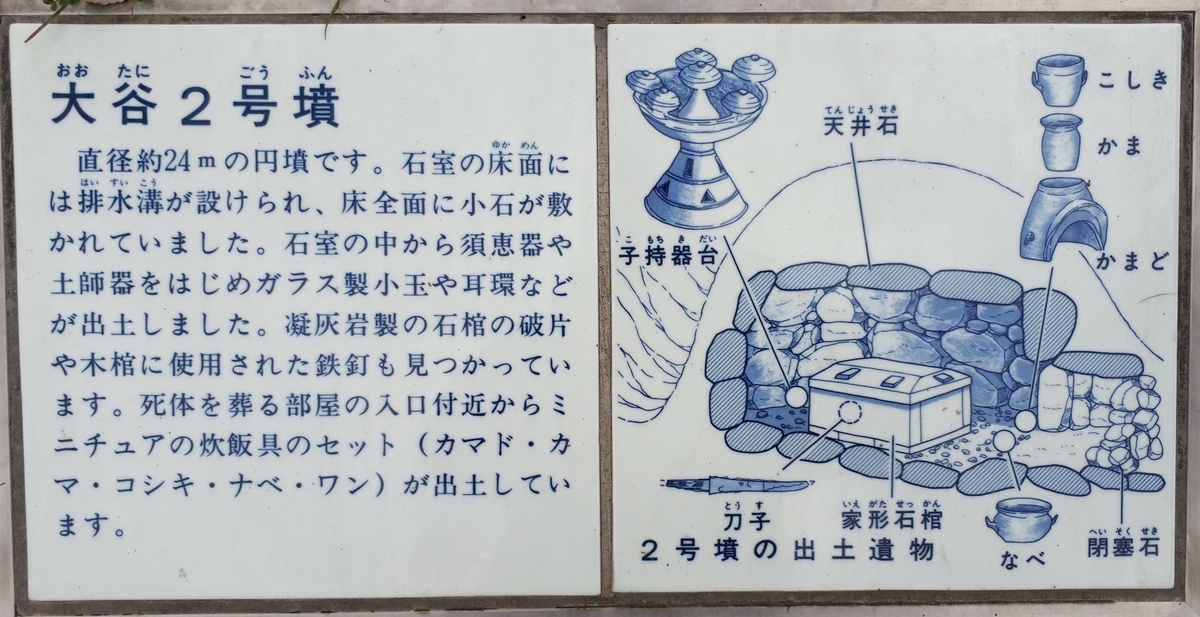 おお たに ごう ふん
大谷2号墳
直径約24mの円墳です。石室の床面に
ゆか めん
は排水溝が設けられ、床全面に小石が敷
はい すい こう
かれていました。石室の中から須恵器や
土師器をはじめガラス製小玉や耳環など
が出土しました。凝灰岩製の石棺の破片
や木棺に使用された鉄釘も見つかってい
ます。死体を葬る部屋の入口付近からミ
ニチュアの炊飯具のセット(カマド・カ
マ・コシキ・ナベ・ワン)が出土してい
ます。
こしき
てん じょう せき
天井石
かま
こ もち き だい
子持器台
かまど
とう す
刀子
いえ がた せっ かん
家形石棺
なべ
へい そく せき
閉塞石
2号墳の出土遺物